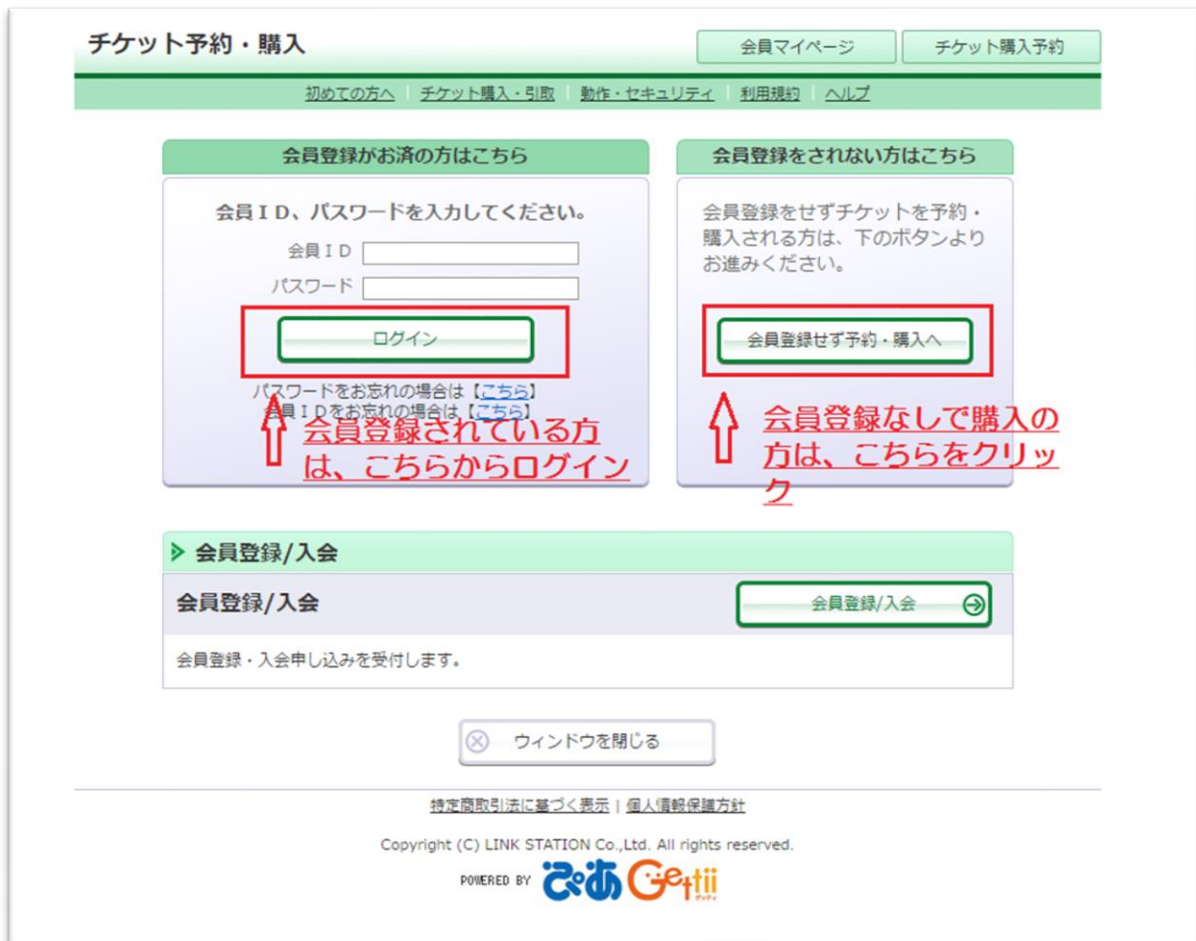 チケット予約・購入
会員マイページ
チケット購入予約
初めての方へ | チケット購入・引取 | 動作・セキュリティ | 利用規約 | ヘルプ
会員登録がお済の方はこちら
会員ID、パスワードを入力してください。
会員ID
パスワード
ログイン
パスワードをお忘れの場合は【こちら】
会員IDをお忘れの場合は【こちら】
会員登録されている方
は、こちらからログイン
会員登録をされない方はこちら
会員登録をせずチケットを予約・
購入される方は、下のボタンより
お進みください。
会員登録せず予約・購入へ
会員登録なしで購入の
方は、こちらをクリッ
ク
会員登録/入会
会員登録/入会
会員登録/入会
会員登録・入会申し込みを受付します。
ウィンドウを閉じる
特定商取引法に基づく表示 | 個人情報保護方針
Copyright (C) LINK STATION Co.,Ltd. All rights reserved.
POWERED BY ぴあ Gettii
ゲッティ